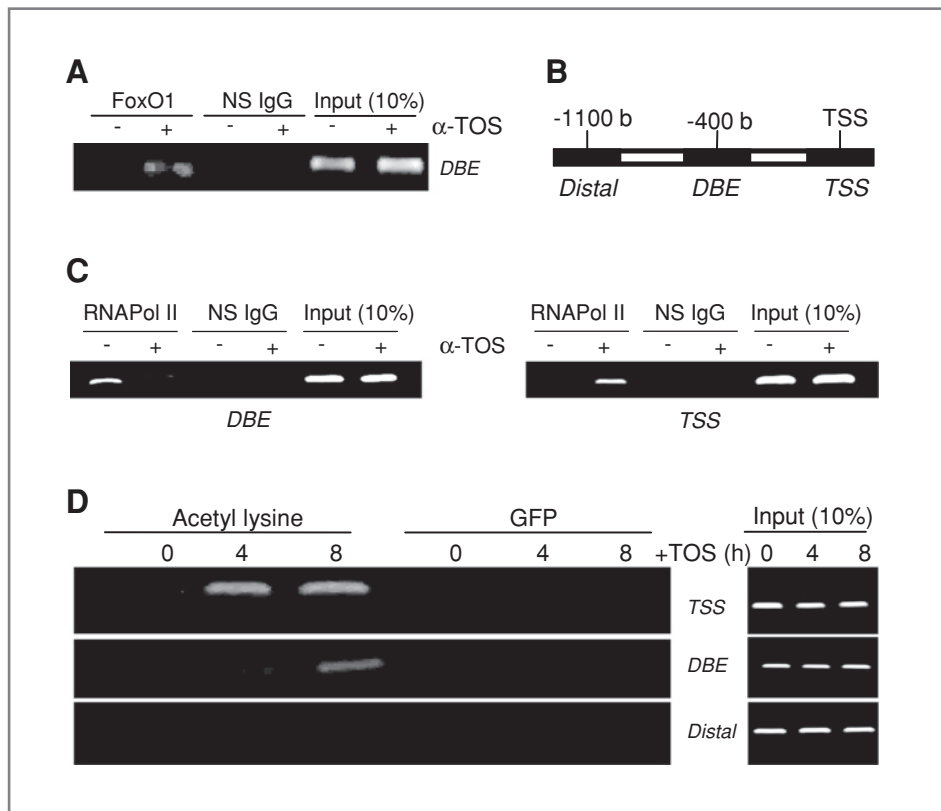 A
FoxO1 NS IgG Input (10%)
- + - + - + α-TOS
DBE
B
-1100 b -400 b TSS
Distal DBE TSS
C
RNAPol II NS IgG Input (10%)
- + - + - + α-TOS
DBE
RNAPol II NS IgG Input (10%)
- + - + - +
TSS
D
Acetyl lysine GFP Input (10%)
0 4 8 0 4 8 +TOS (h) 0 4 8
TSS
DBE
Distal